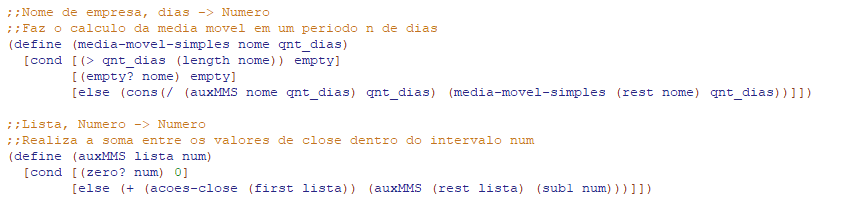 ;;Nome de empresa, dias -> Numero
;;Faz o calculo da media movel em um periodo n de dias
(define (media-movel-simples nome qnt_dias)
  [cond [(> qnt_dias (length nome)) empty]
        [(empty? nome) empty]
        [else (cons(/ (auxMMS nome qnt_dias) qnt_dias) (media-movel-simples (rest nome) qnt_dias))]])
;;Lista, Numero -> Numero
;;Realiza a soma entre os valores de close dentro do intervalo num
(define (auxMMS lista num)
  [cond [(zero? num) 0]
        [else (+ (acoes-close (first lista)) (auxMMS (rest lista) (sub1 num)))]])